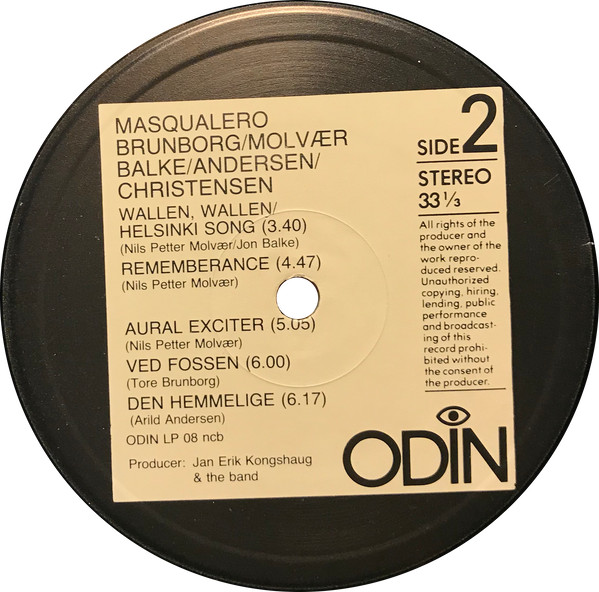 MASQUALERO
BRUNBORG/MOLVÆR
BALKE/ANDERSEN/
CHRISTENSEN
WALLEN, WALLEN/
HELSINKI SONG (3.40)
(Nils Petter Molvær/Jon Balke)
REMEMBERANCE (4.47)
(Nils Petter Molvær)
AURAL EXCITER (5.05)
(Nils Petter Molvær)
VED FOSSEN (6.00)
(Tore Brunborg)
DEN HEMMELIGE (6.17)
(Arild Andersen)
ODIN LP 08 ncb
Producer: Jan Erik Kongshaug
& the band
SIDE 2
STEREO
33 1/3
All rights of the
producer and
the owner of the
work repro-
duced reserved.
Unauthorized
copying, hiring,
lending, public
performance
and broadcast-
ing of this
record prohi-
bited without
the consent of
the producer.
ODIN